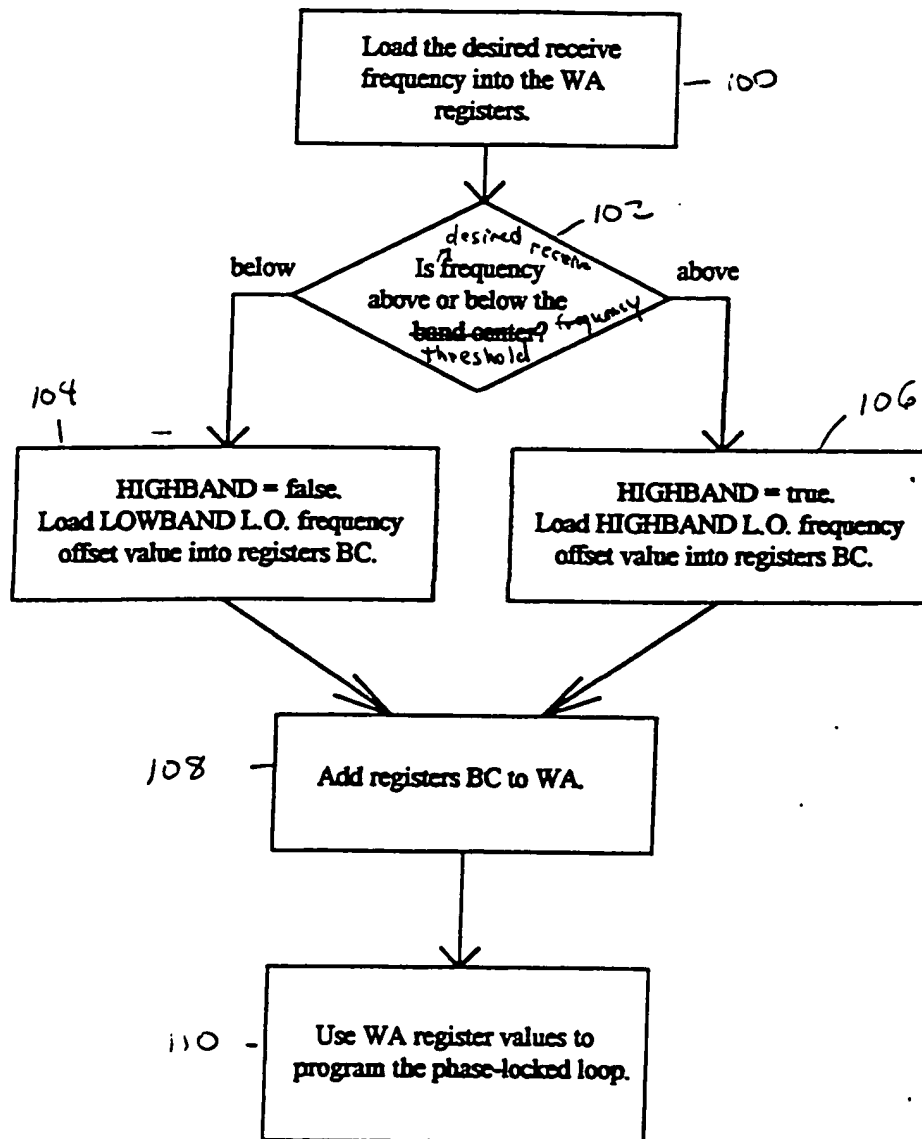 Load the desired receive
frequency into the WA
registers.
100
102
desired receive
Is frequency
above or below the
band center?
threshold frequency
below
above
104
106
HIGHBAND = false.
Load LOWBAND L.O. frequency
offset value into registers BC.
HIGHBAND = true.
Load HIGHBAND L.O. frequency
offset value into registers BC.
108
Add registers BC to WA.
110
Use WA register values to
program the phase-locked loop.